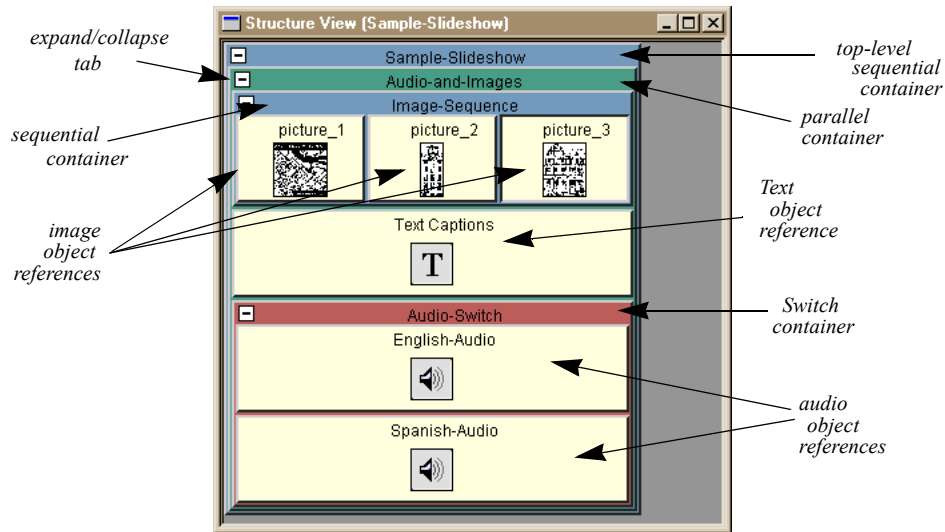 Structure View (Sample-Slideshow)
expand/collapse
tab
Sample-Slideshow
top-level
sequential
container
Audio-and-Images
Image-Sequence
parallel
container
sequential
container
picture_1
picture_2
picture_3
image
object
references
Text Captions
T
Text
object
reference
Audio-Switch
Switch
container
English-Audio
audio
object
references
Spanish-Audio